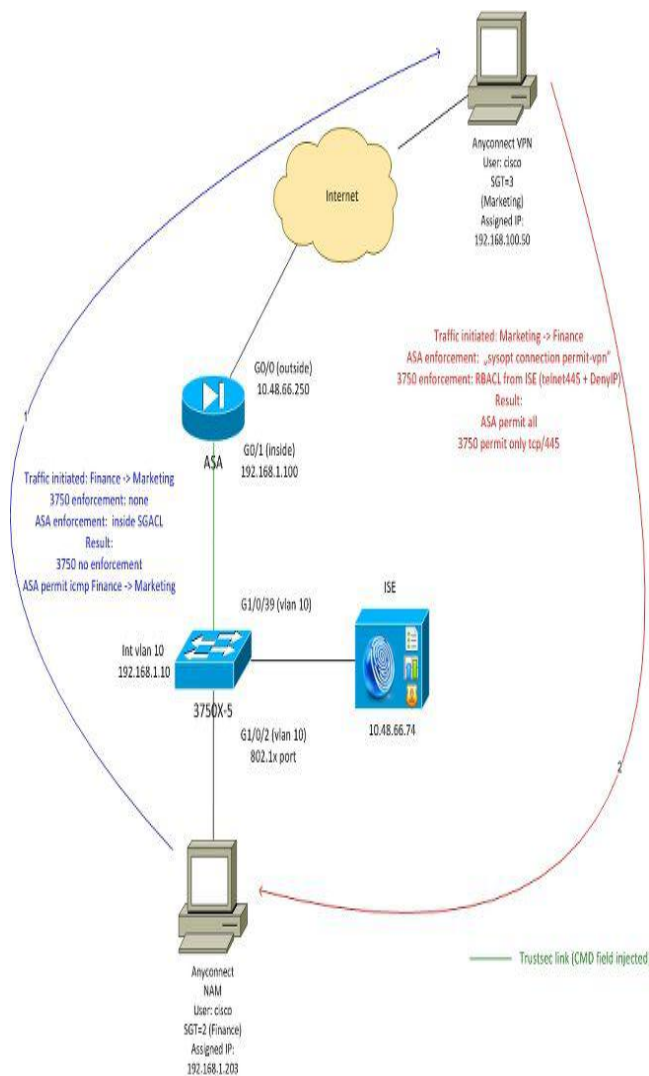 Anyconnect VPN
User: cisco
SGT=3
(Marketing)
Assigned IP:
192.168.100.50
Internet
Traffic initiated: Marketing -> Finance
ASA enforcement: „sysopt connection permit-vpn”
3750 enforcement: RBACL from ISE (telnet445 + DenyIP)
Result:
ASA permit all
3750 permit only tcp/445
G0/0 (outside)
10.48.66.250
ASA
G0/1 (inside)
192.168.1.100
1
Traffic initiated: Finance -> Marketing
3750 enforcement: none
ASA enforcement: inside SGACL
Result:
3750 no enforcement
ASA permit icmp Finance -> Marketing
G1/0/39 (vlan 10)
ISE
Int vlan 10
192.168.1.10
3750X-5
10.48.66.74
G1/0/2 (vlan 10)
802.1x port
2
Anyconnect
NAM
User: cisco
SGT=2 (Finance)
Assigned IP:
192.168.1.203
Trustsec link (CMD field injected